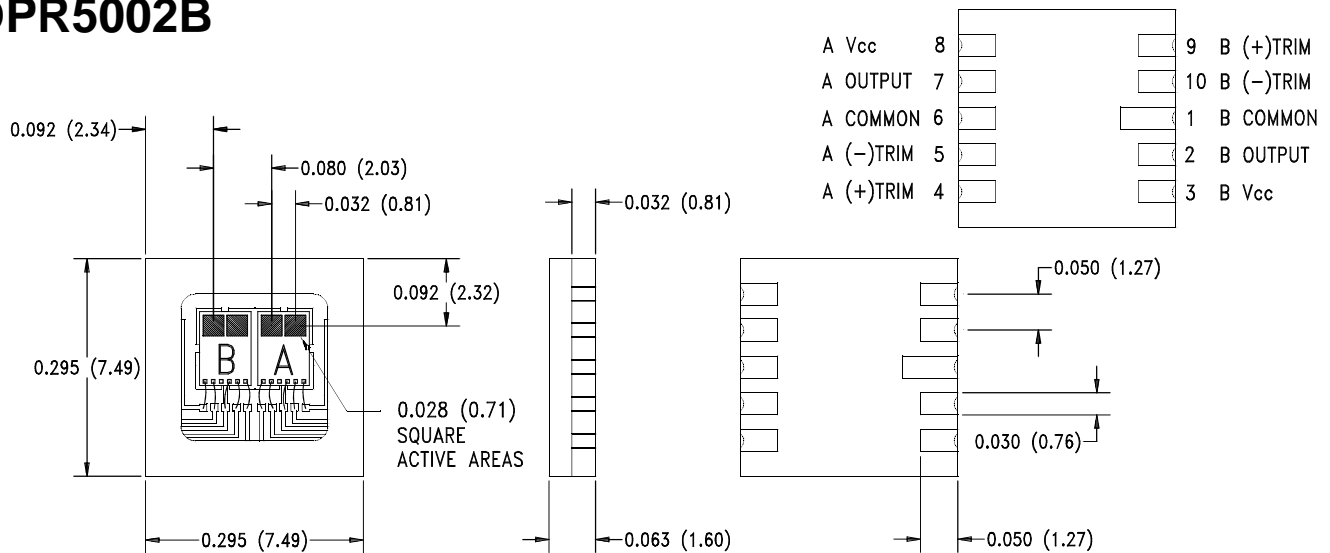 OPR5002B
A Vcc 8
A OUTPUT 7
A COMMON 6
A (-)TRIM 5
A (+)TRIM 4
9 B (+)TRIM
10 B (-)TRIM
1 B COMMON
2 B OUTPUT
3 B Vcc
0.092 (2.34)
0.080 (2.03)
0.032 (0.81)
0.092 (2.32)
0.295 (7.49)
B A
0.028 (0.71)
SQUARE
ACTIVE AREAS
0.295 (7.49)
0.032 (0.81)
0.063 (1.60)
0.050 (1.27)
0.030 (0.76)
0.050 (1.27)